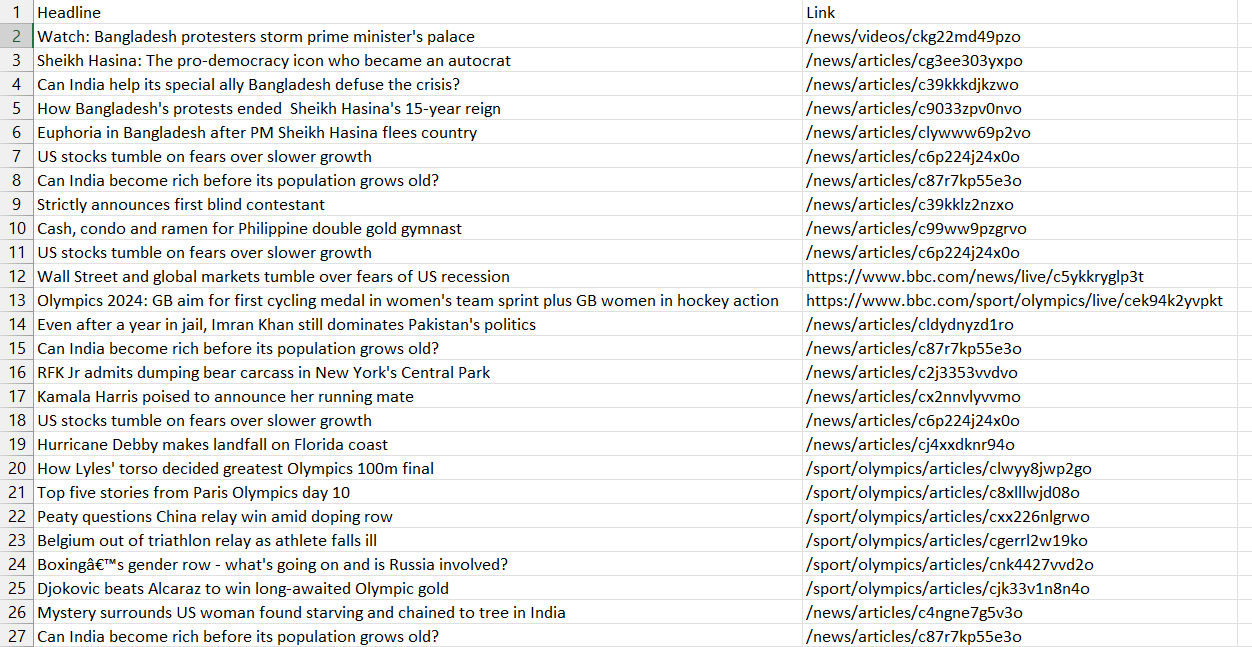 1 Headline Link
2 Watch: Bangladesh protesters storm prime minister's palace /news/videos/ckg22md49pzo
3 Sheikh Hasina: The pro-democracy icon who became an autocrat /news/articles/cg3ee303yxpo
4 Can India help its special ally Bangladesh defuse the crisis? /news/articles/c39kkkdjkzwo
5 How Bangladesh's protests ended  Sheikh Hasina's 15-year reign /news/articles/c9033zpv0nvo
6 Euphoria in Bangladesh after PM Sheikh Hasina flees country /news/articles/clywww69p2vo
7 US stocks tumble on fears over slower growth /news/articles/c6p224j24x0o
8 Can India become rich before its population grows old? /news/articles/c87r7kp55e3o
9 Strictly announces first blind contestant /news/articles/c39kklz2nzxo
10 Cash, condo and ramen for Philippine double gold gymnast /news/articles/c99ww9pzgrvo
11 US stocks tumble on fears over slower growth /news/articles/c6p224j24x0o
12 Wall Street and global markets tumble over fears of US recession https://www.bbc.com/news/live/c5ykkryglp3t
13 Olympics 2024: GB aim for first cycling medal in women's team sprint plus GB women in hockey action https://www.bbc.com/sport/olympics/live/cek94k2yvpkt
14 Even after a year in jail, Imran Khan still dominates Pakistan's politics /news/articles/cldydnyzd1ro
15 Can India become rich before its population grows old? /news/articles/c87r7kp55e3o
16 RFK Jr admits dumping bear carcass in New York's Central Park /news/articles/c2j3353vvdvo
17 Kamala Harris poised to announce her running mate /news/articles/cx2nnvlyvvmo
18 US stocks tumble on fears over slower growth /news/articles/c6p224j24x0o
19 Hurricane Debby makes landfall on Florida coast /news/articles/cj4xxdknr94o
20 How Lyles' torso decided greatest Olympics 100m final /sport/olympics/articles/clwyy8jwp2go
21 Top five stories from Paris Olympics day 10 /sport/olympics/articles/c8xlllwjd08o
22 Peaty questions China relay win amid doping row /sport/olympics/articles/cxx226nlgrwo
23 Belgium out of triathlon relay as athlete falls ill /sport/olympics/articles/cgerrl2w19ko
24 Boxingâ€™s gender row - what's going on and is Russia involved? /sport/olympics/articles/cnk4427vvd2o
25 Djokovic beats Alcaraz to win long-awaited Olympic gold /sport/olympics/articles/cjk33v1n8n4o
26 Mystery surrounds US woman found starving and chained to tree in India /news/articles/c4ngne7g5v3o
27 Can India become rich before its population grows old? /news/articles/c87r7kp55e3o